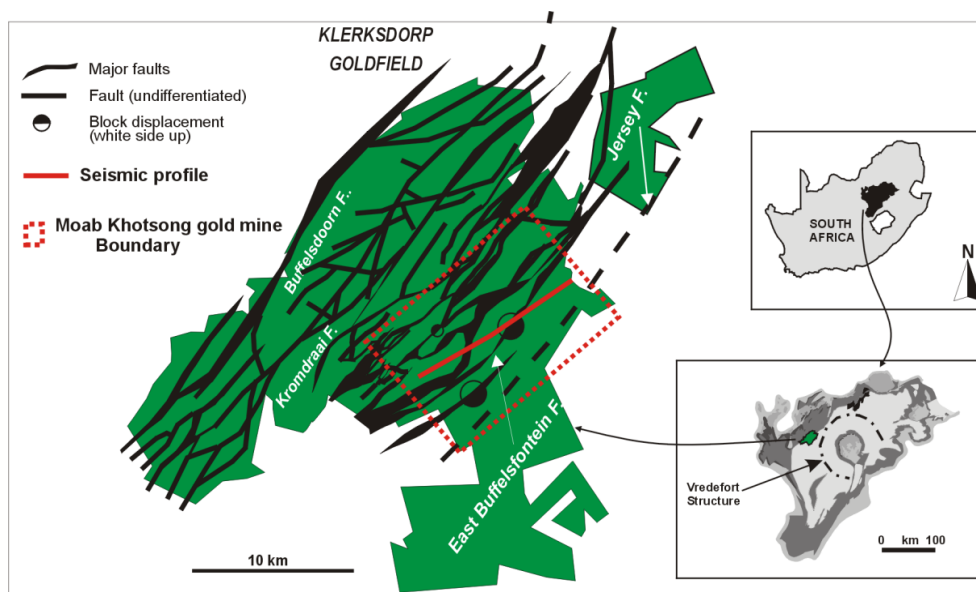 KLERKSDORP
GOLDFIELD
Major faults
Fault (undifferentiated)
Block displacement
(white side up)
Seismic profile
Moab Khotsong gold mine
Boundary
Buffelsdoorn F..
Kromdraai F.
Jersey F.
East Buffelsfontein F.
10 km
SOUTH
AFRICA
N
Vredefort
Structure
0 km 100